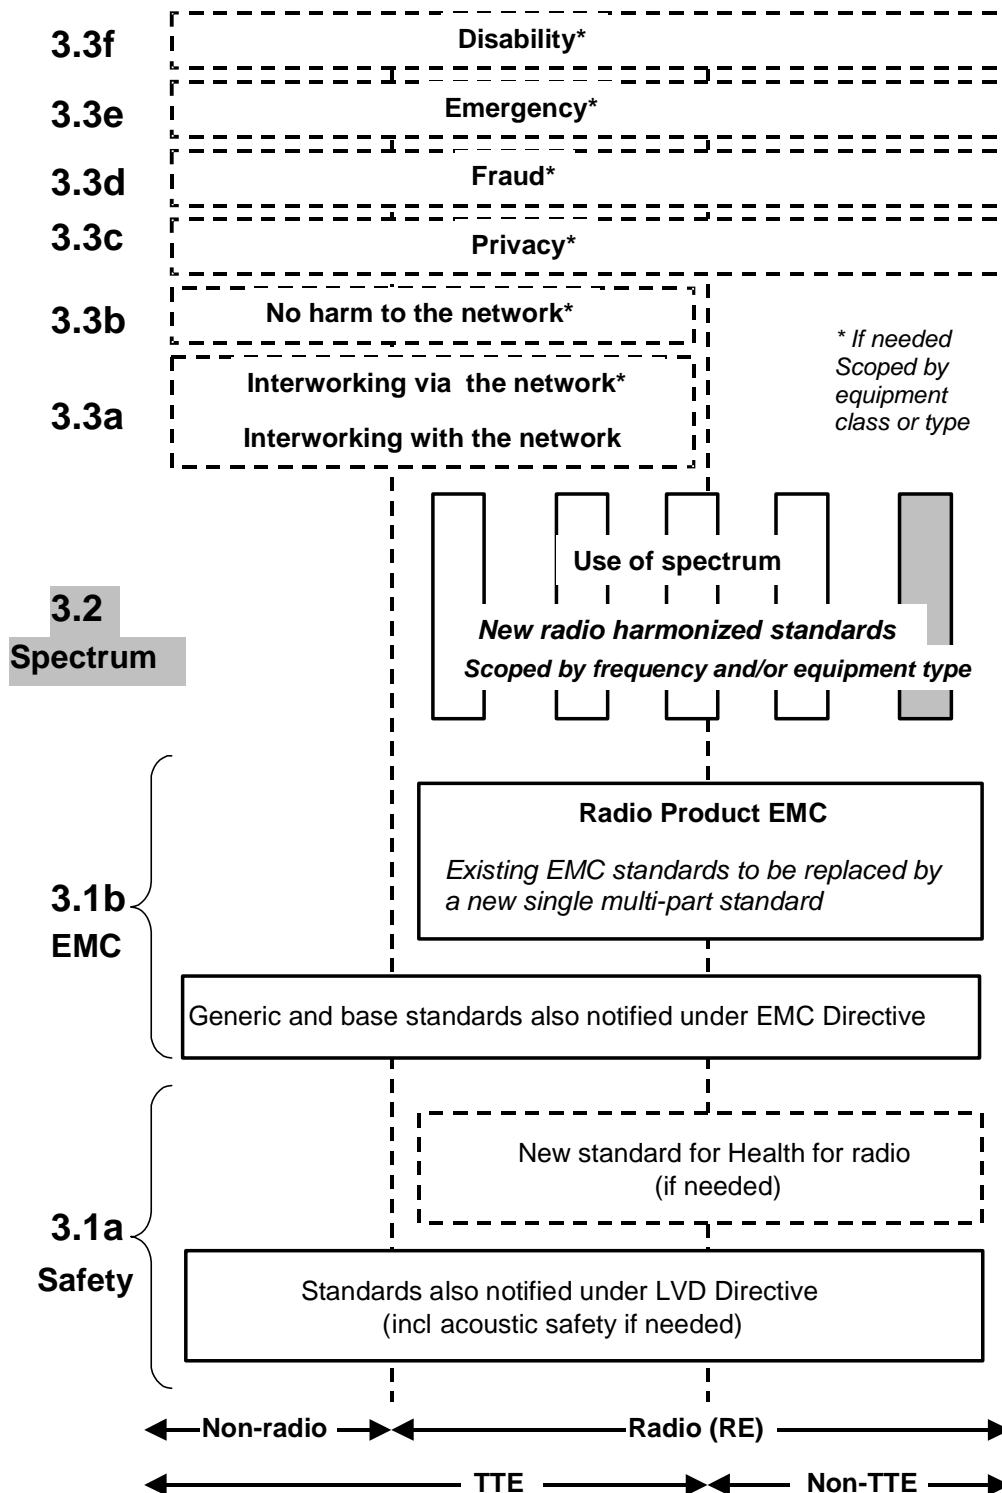 3.3f
Disability*
3.3e
Emergency*
3.3d
Fraud*
3.3c
Privacy*
3.3b
No harm to the network*
* If needed
Scoped by
equipment
class or type
3.3a
Interworking via the network*
Interworking with the network
3.2
Spectrum
Use of spectrum
New radio harmonized standards
Scoped by frequency and/or equipment type
3.1b
EMC
Radio Product EMC
Existing EMC standards to be replaced by
a new single multi-part standard
Generic and base standards also notified under EMC Directive
3.1a
Safety
New standard for Health for radio
(if needed)
Standards also notified under LVD Directive
(incl acoustic safety if needed)
Non-radio
Radio (RE)
TTE
Non-TTE